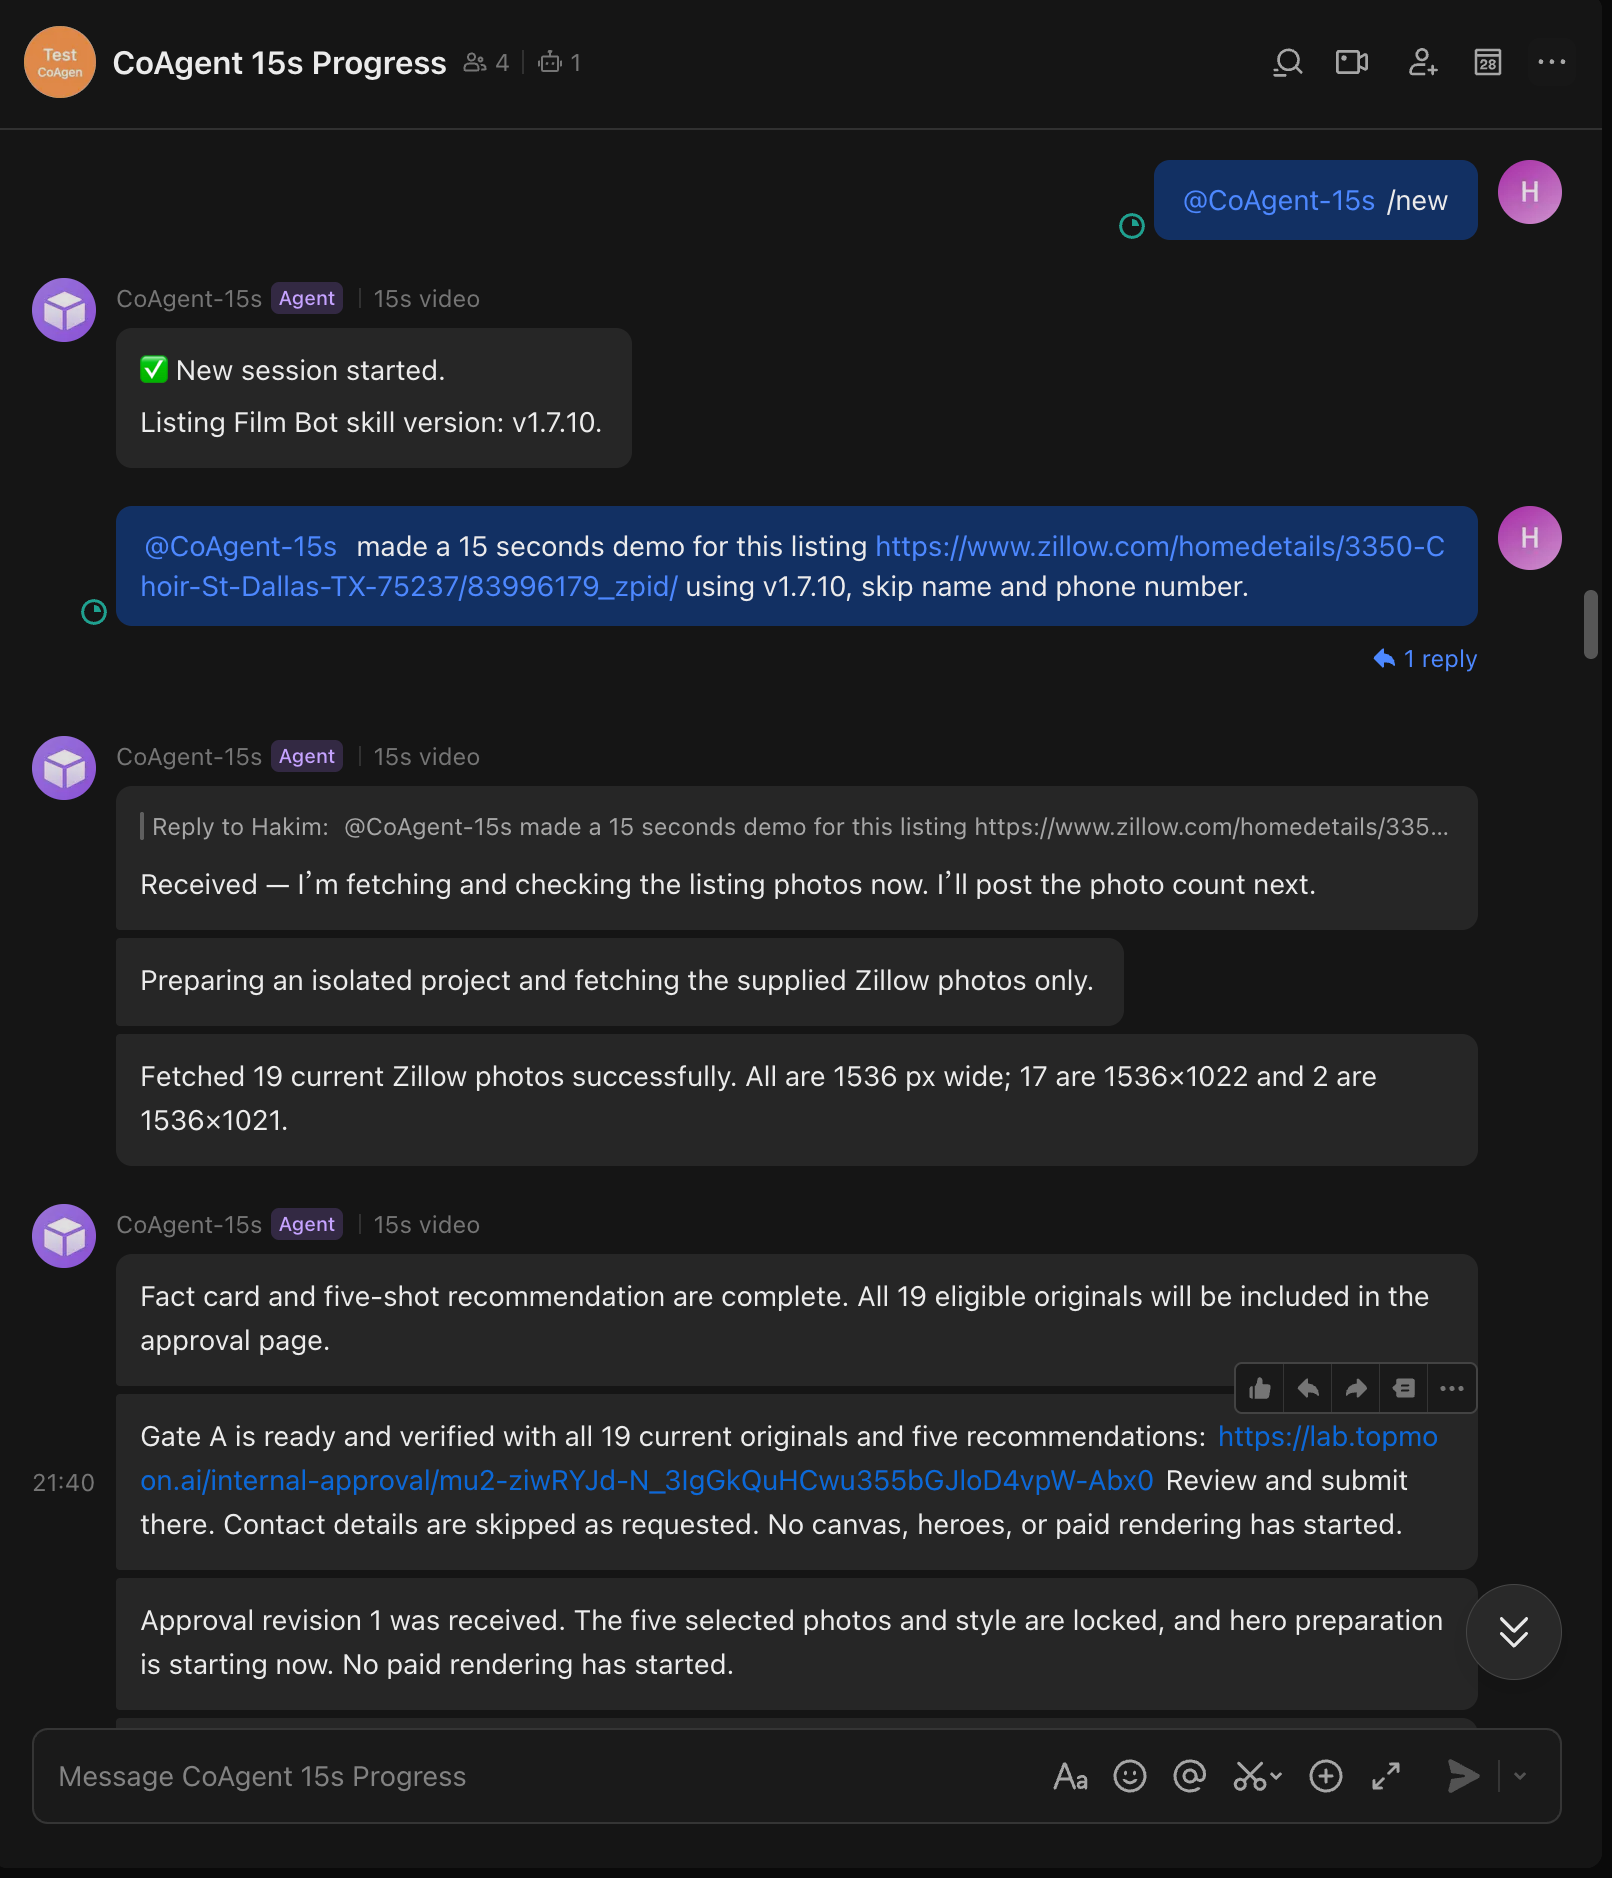 Test
CoAgen
CoAgent 15s Progress
4
1
28
@CoAgent-15s /new
H
CoAgent-15s Agent 15s video
✅ New session started.
Listing Film Bot skill version: v1.7.10.
@CoAgent-15s made a 15 seconds demo for this listing https://www.zillow.com/homedetails/3350-C
hoir-St-Dallas-TX-75237/83996179_zpid/ using v1.7.10, skip name and phone number.
H
1 reply
CoAgent-15s Agent 15s video
Reply to Hakim: @CoAgent-15s made a 15 seconds demo for this listing https://www.zillow.com/homedetails/335...
Received — I’m fetching and checking the listing photos now. I’ll post the photo count next.
Preparing an isolated project and fetching the supplied Zillow photos only.
Fetched 19 current Zillow photos successfully. All are 1536 px wide; 17 are 1536×1022 and 2 are
1536×1021.
CoAgent-15s Agent 15s video
Fact card and five-shot recommendation are complete. All 19 eligible originals will be included in the
approval page.
Gate A is ready and verified with all 19 current originals and five recommendations: https://lab.topmo
on.ai/internal-approval/mu2-ziwRYJd-N_3IgGkQuHCwu355bGJloD4vpW-Abx0 Review and submit
there. Contact details are skipped as requested. No canvas, heroes, or paid rendering has started.
21:40
Approval revision 1 was received. The five selected photos and style are locked, and hero preparation
is starting now. No paid rendering has started.
Message CoAgent 15s Progress
Aa